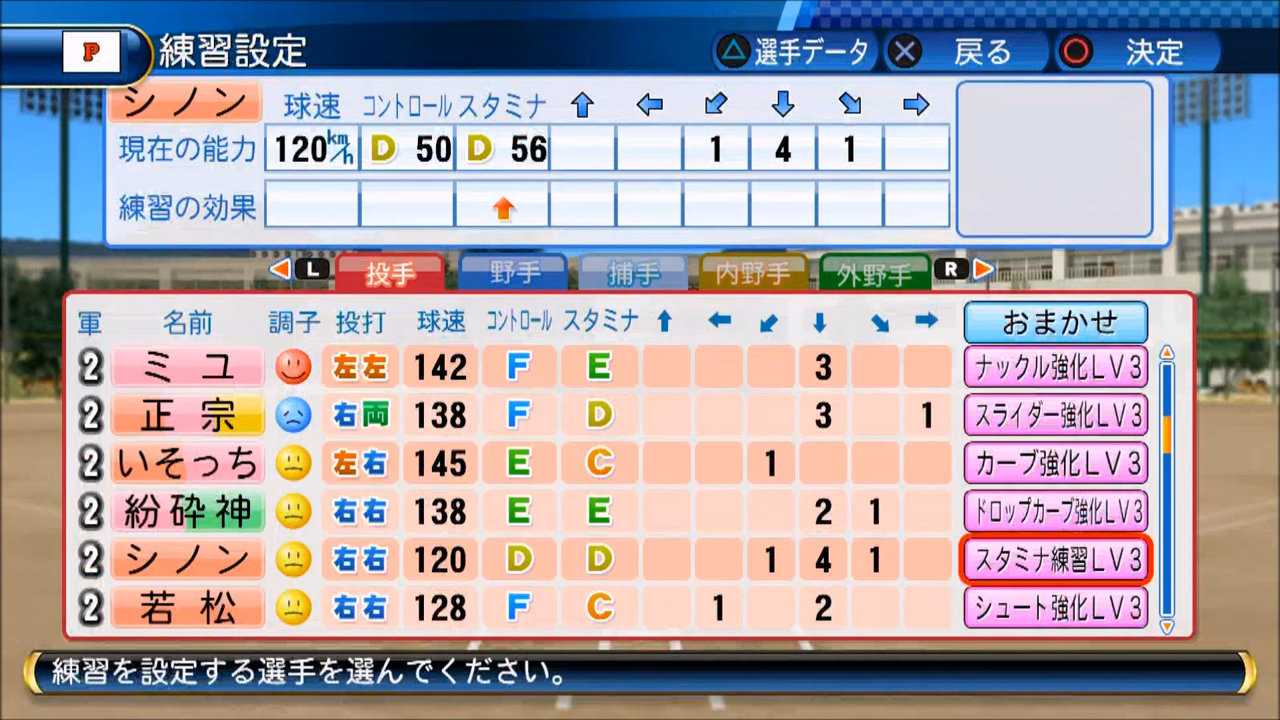 P 練習設定 選手データ 戻る 決定
シノン 球速 コントロール スタミナ ↑ ← ↙ ↓ ↘ →
現在の能力 120km/h D 50 D 56 1 4 1
練習の効果 ↑
L 投手 野手 捕手 内野手 外野手 R
軍 名前 調子 投打 球速 コントロール スタミナ ↑ ← ↙ ↓ ↘ → おまかせ
2 ミユ 左左 142 F E 3 ナックル強化LV3
2 正宗 右両 138 F D 3 1 スライダー強化LV3
2 いそっち 左右 145 E C 1 カーブ強化LV3
2 紛砕神 右右 138 E E 2 1 ドロップカーブ強化LV3
2 シノン 右右 120 D D 1 4 1 スタミナ練習LV3
2 若松 右右 128 F C 1 2 シュート強化LV3
練習を設定する選手を選んでください。